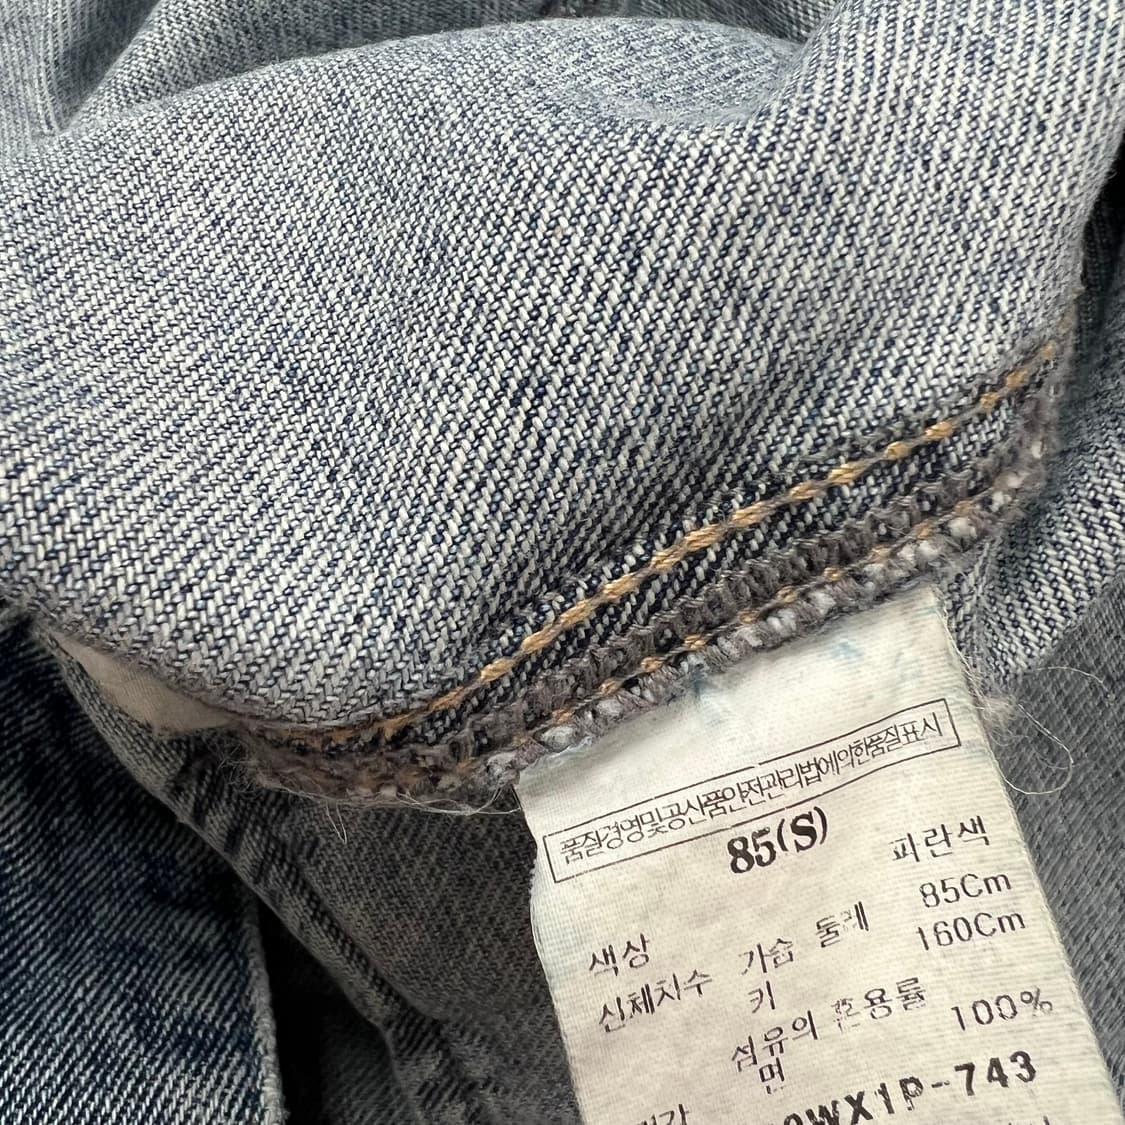 품질경영및공산품안전관리법에의한품질표시
85(S)
색상 파란색
신체치수 가슴 둘레 85Cm
키 160Cm
섬유의 혼용률
면 100%
0WX1P-743